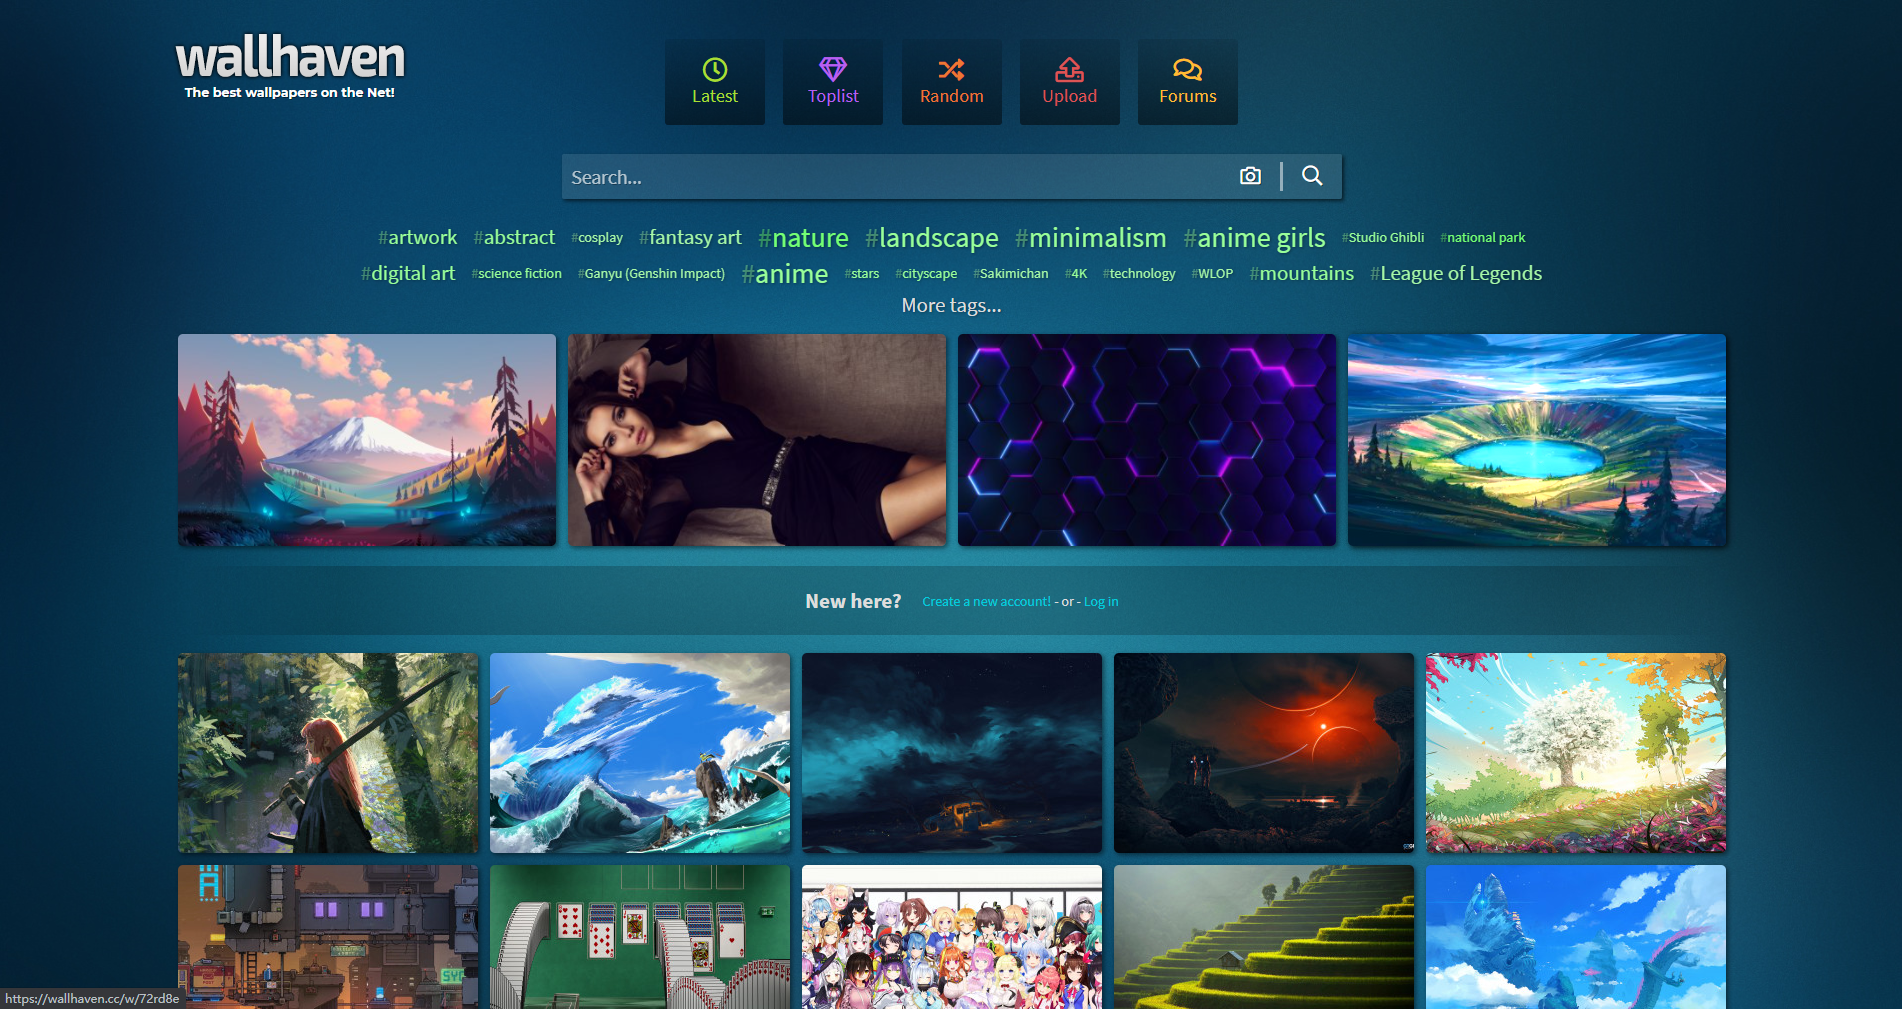 wallhaven
The best wallpapers on the Net!
Latest
Toplist
Random
Upload
Forums
Search...
#artwork #abstract #cosplay #fantasy art #nature #landscape #minimalism #anime girls #Studio Ghibli #national park
#digital art #science fiction #Ganyu (Genshin Impact) #anime #stars #cityscape #Sakimichan #4K #technology #WLOP #mountains #League of Legends
More tags...
New here? Create a new account! - or - Log in
https://wallhaven.cc/w/72rd8e